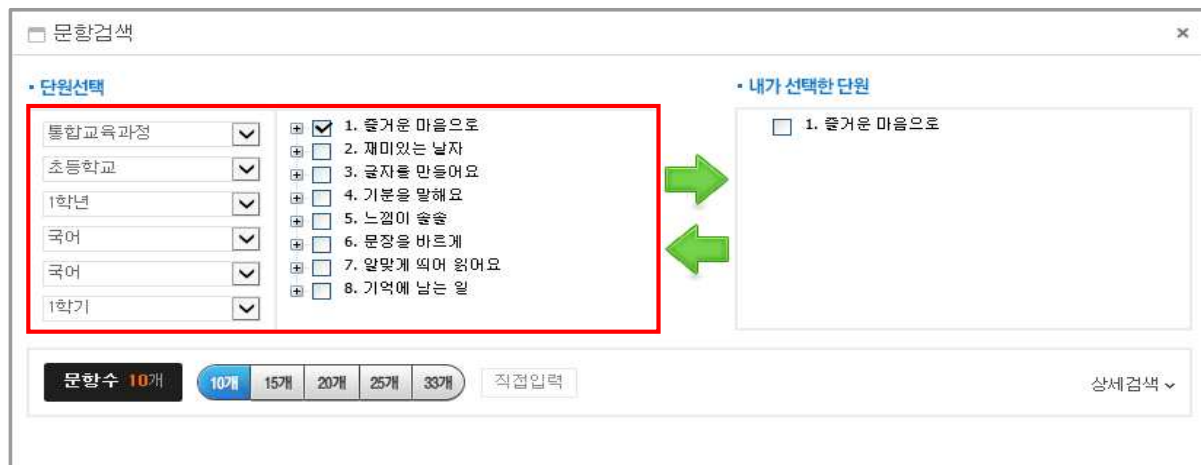 문항검색
단원선택
통합교육과정
초등학교
1학년
국어
국어
1학기
1. 즐거운 마음으로
2. 재미있는 낱자
3. 글자를 만들어요
4. 기분을 말해요
5. 느낌이 솔솔
6. 문장을 바르게
7. 알맞게 띄어 읽어요
8. 기억에 남는 일
내가 선택한 단원
1. 즐거운 마음으로
문항수 10개
10개 15개 20개 25개 33개 직접입력
상세검색